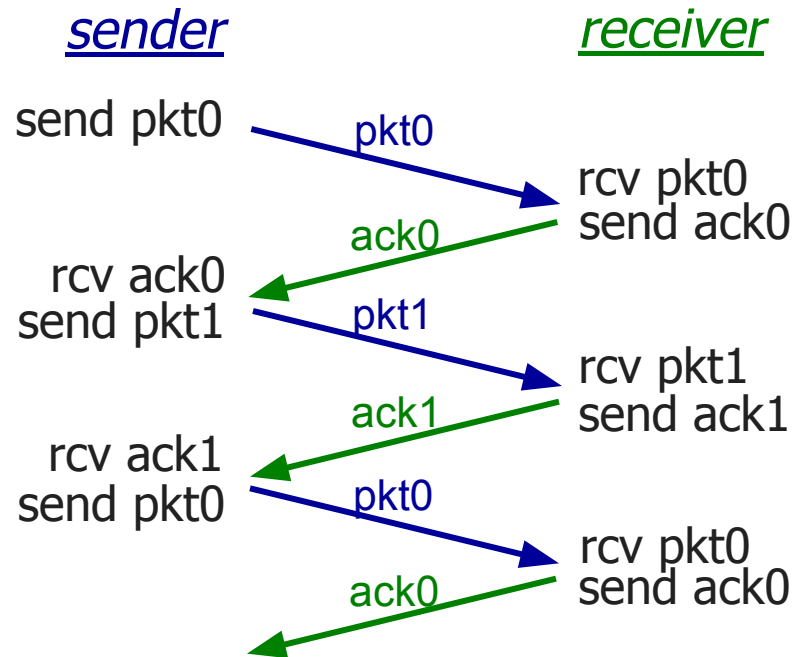 sender
receiver
send pkt0
pkt0
rcv pkt0
send ack0
ack0
rcv ack0
send pkt1
pkt1
rcv pkt1
send ack1
ack1
rcv ack1
send pkt0
pkt0
rcv pkt0
send ack0
ack0